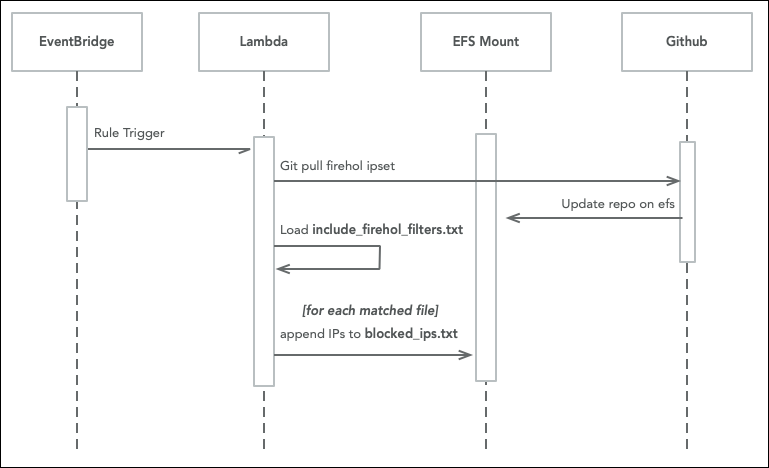 EventBridge
Lambda
EFS Mount
Github
Rule Trigger
Git pull firehol ipset
Update repo on efs
Load include_firehol_filters.txt
[for each matched file]
append IPs to blocked_ips.txt